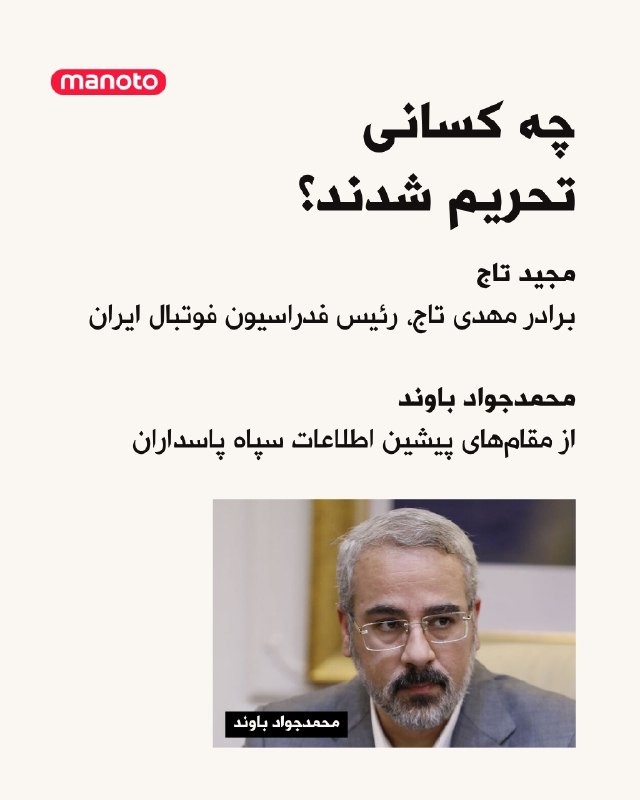 manoto
چه کسانی
تحریم شدند؟
مجید تاج
برادر مهدی تاج، رئیس فدراسیون فوتبال ایران
محمدجواد باوند
از مقام‌های پیشین اطلاعات سپاه پاسداران
محمدجواد باوند